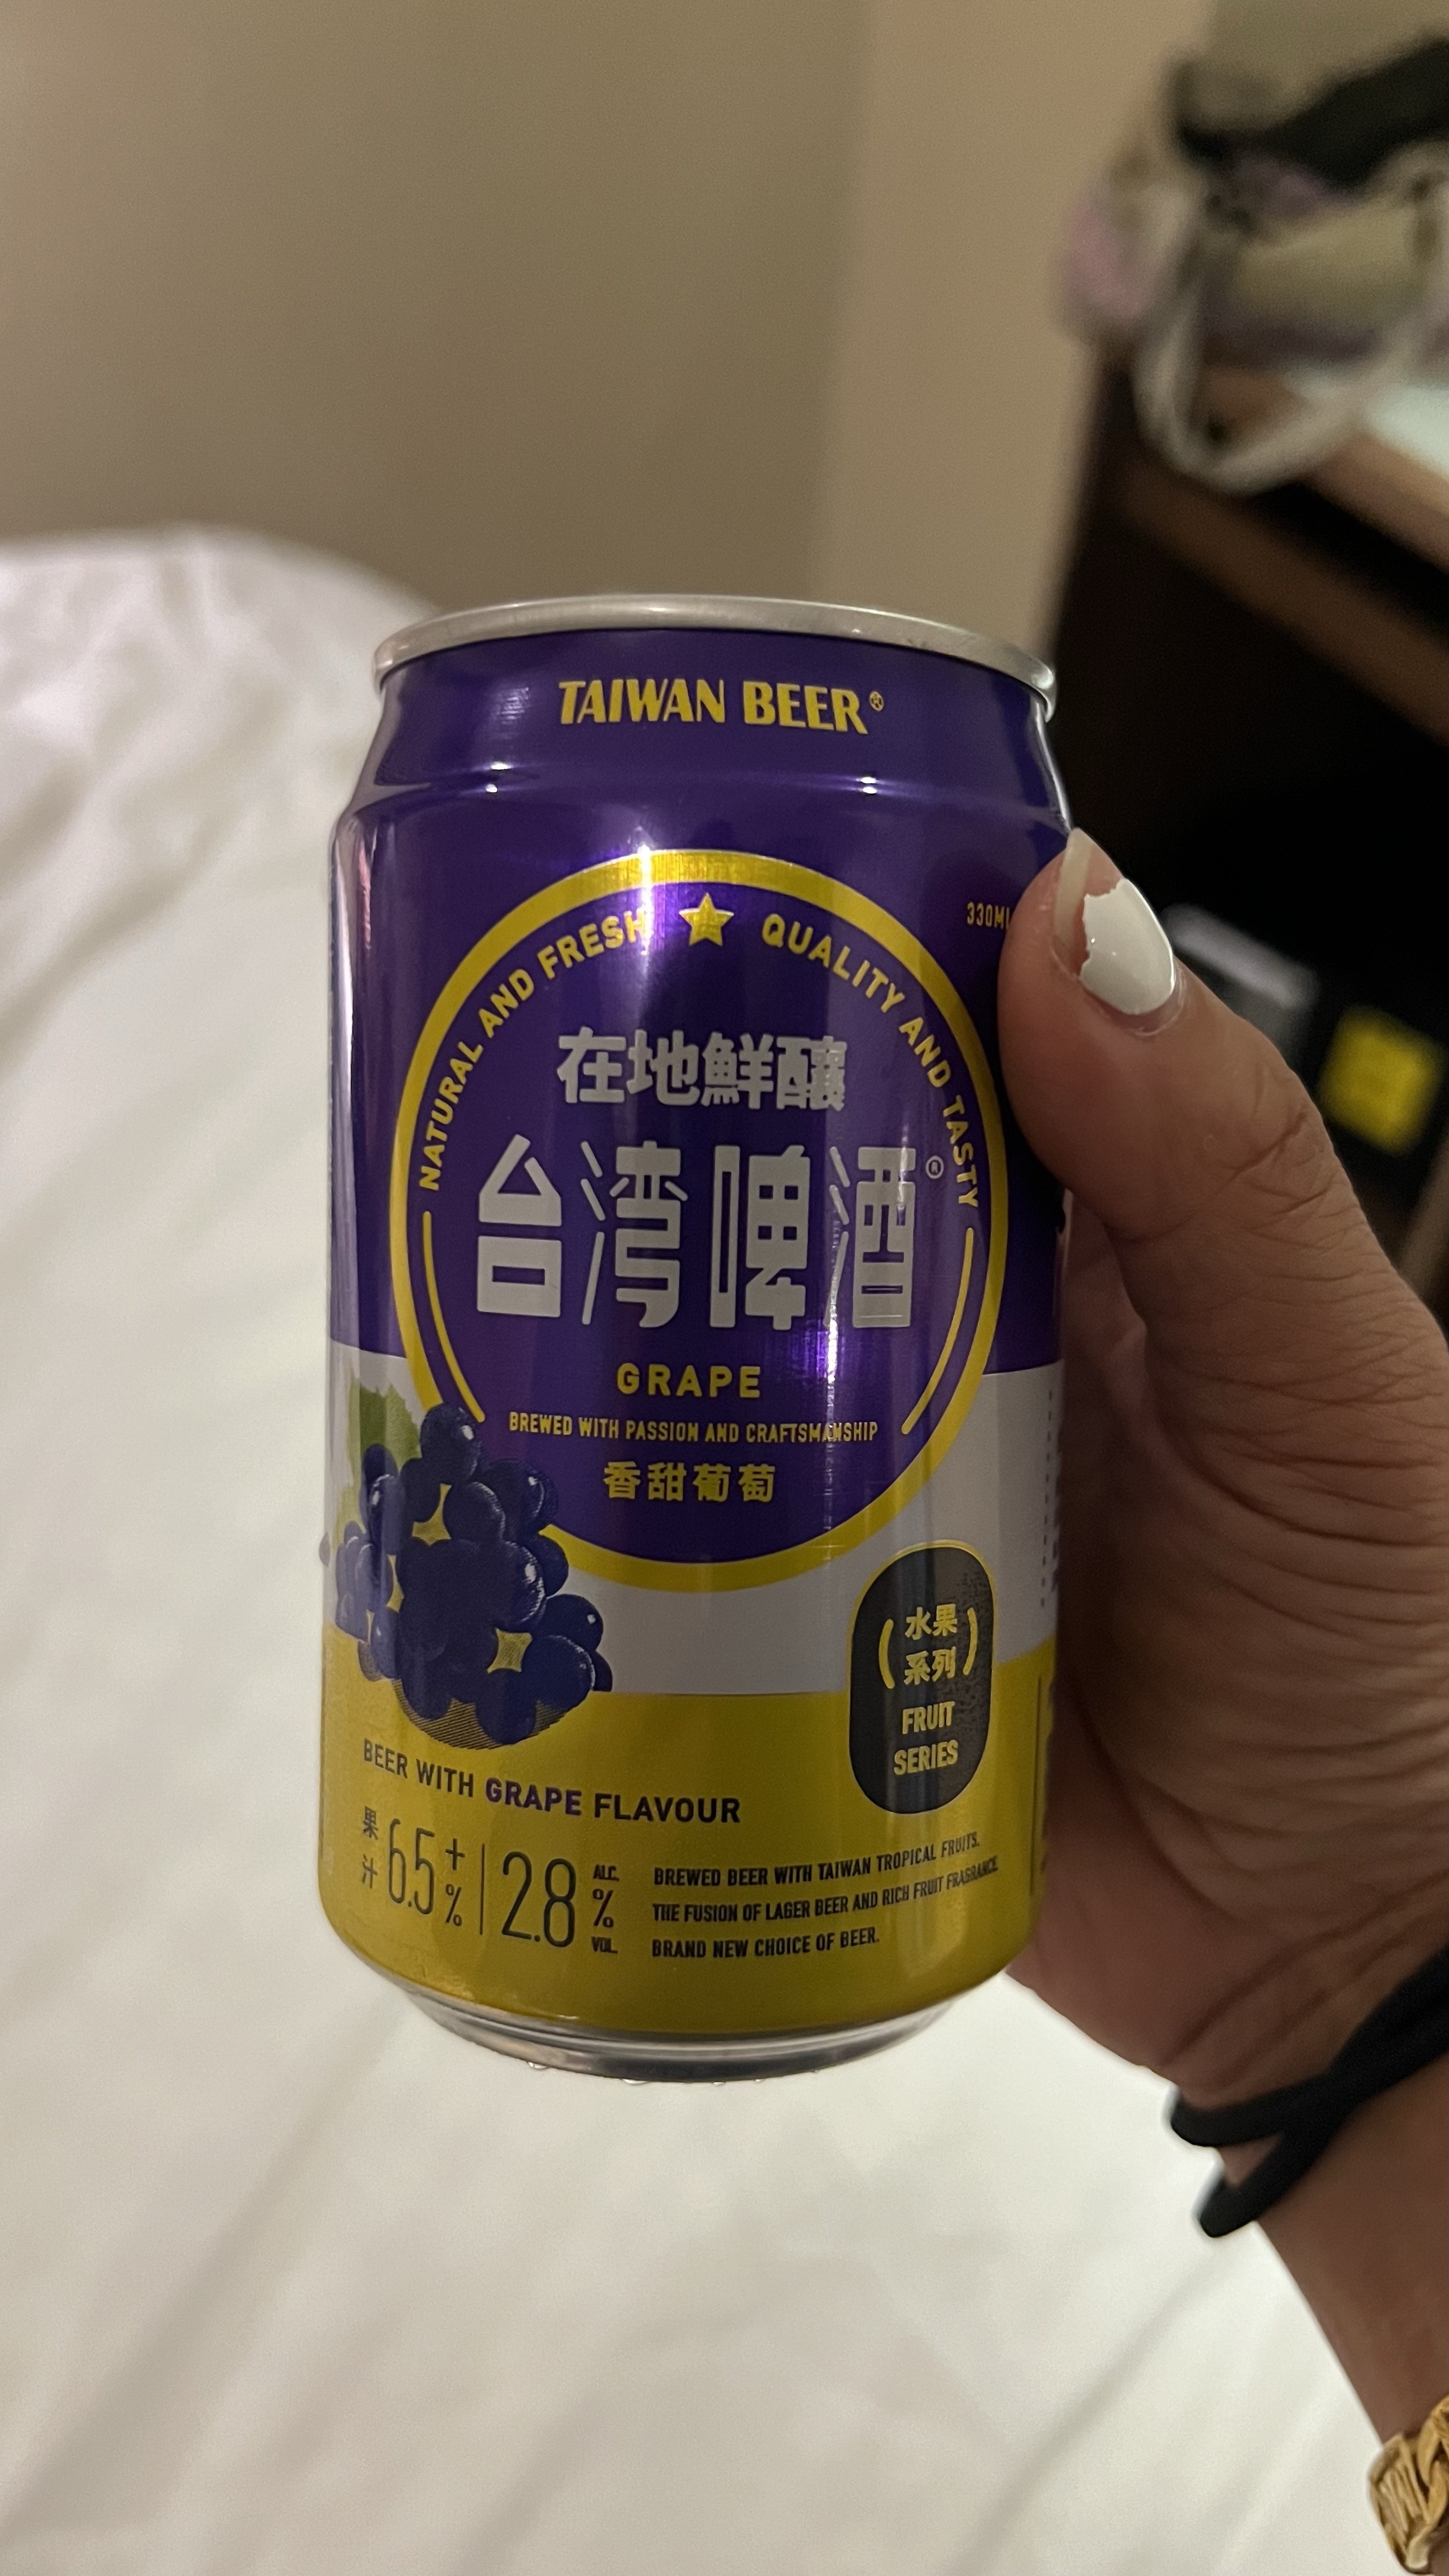 TAIWAN BEER®
330ML
NATURAL AND FRESH ★ QUALITY AND TASTY
在地鮮釀
台湾啤酒®
GRAPE
BREWED WITH PASSION AND CRAFTSMANSHIP
香甜葡萄
(水果
系列)
FRUIT
SERIES
BEER WITH GRAPE FLAVOUR
果汁 6.5+% | 2.8 ALC. % VOL.
BREWED BEER WITH TAIWAN TROPICAL FRUITS.
THE FUSION OF LAGER BEER AND RICH FRUIT FRAGRANCE.
BRAND NEW CHOICE OF BEER.